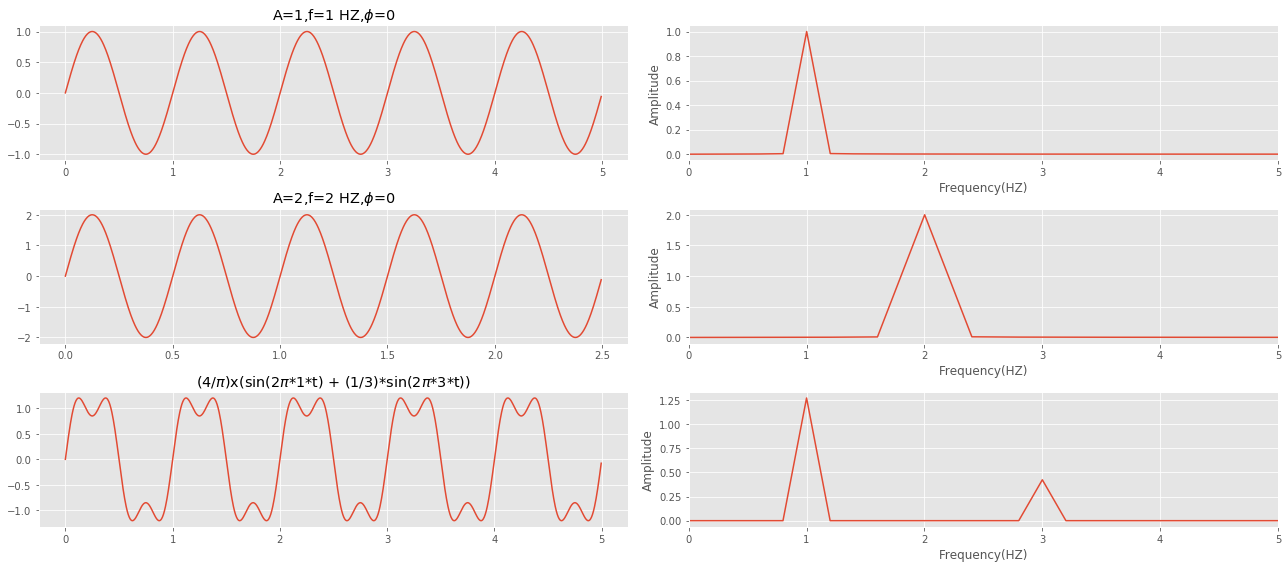 A=1,f=1 HZ,ϕ=0
1.0
0.5
0.0
−0.5
−1.0
0 1 2 3 4 5
Amplitude
1.0
0.8
0.6
0.4
0.2
0.0
0 1 2 3 4 5
Frequency(HZ)
A=2,f=2 HZ,ϕ=0
2
1
0
−1
−2
0.0 0.5 1.0 1.5 2.0 2.5
Amplitude
2.0
1.5
1.0
0.5
0.0
0 1 2 3 4 5
Frequency(HZ)
(4/π)x(sin(2π*1*t) + (1/3)*sin(2π*3*t))
1.0
0.5
0.0
−0.5
−1.0
0 1 2 3 4 5
Amplitude
1.25
1.00
0.75
0.50
0.25
0.00
0 1 2 3 4 5
Frequency(HZ)